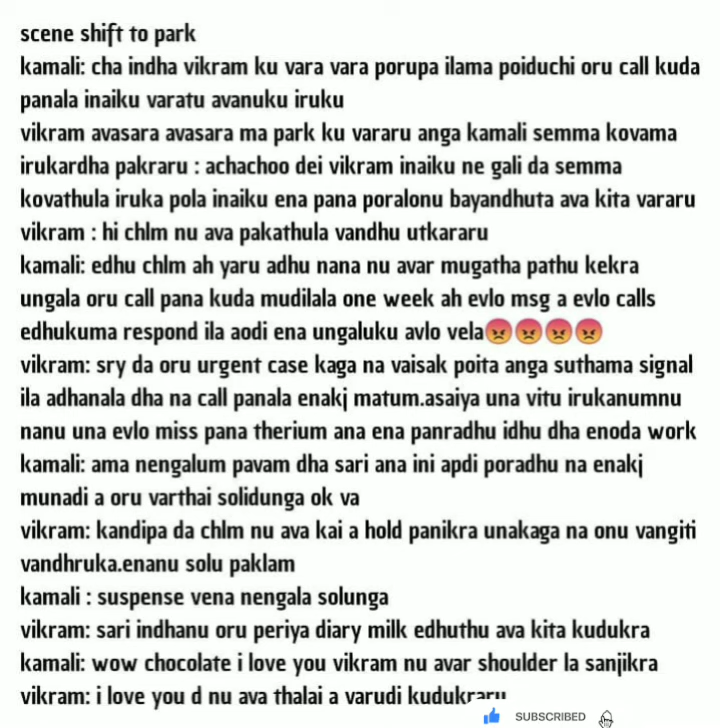 scene shift to park
kamali: cha indha vikram ku vara vara porupa ilama poiduchi oru call kuda
panala inaiku varatu avanuku iruku
vikram avasara avasara ma park ku vararu anga kamali semma kovama
irukardha pakraru : achachoo dei vikram inaiku ne gali da semma
kovathula iruka pola inaiku ena pana poralonu bayandhuta ava kita vararu
vikram : hi chlm nu ava pakathula vandhu utkararu
kamali: edhu chlm ah yaru adhu nana nu avar mugatha pathu kekra
ungala oru call pana kuda mudilala one week ah evlo msg a evlo calls
edhukuma respond ila aodi ena ungaluku avlo vela😡😡😡😡
vikram: sry da oru urgent case kaga na vaisak poita anga suthama signal
ila adhanala dha na call panala enakj matum.asaiya una vitu irukanumnu
nanu una evlo miss pana therium ana ena panradhu idhu dha enoda work
kamali: ama nengalum pavam dha sari ana ini apdi poradhu na enakj
munadi a oru varthai solidunga ok va
vikram: kandipa da chlm nu ava kai a hold panikra unakaga na onu vangiti
vandhruka.enanu solu paklam
kamali : suspense vena nengala solunga
vikram: sari indhanu oru periya diary milk edhuthu ava kita kudukra
kamali: wow chocolate i love you vikram nu avar shoulder la sanjikra
vikram: i love you d nu ava thalai a varudi kudukraru
SUBSCRIBED